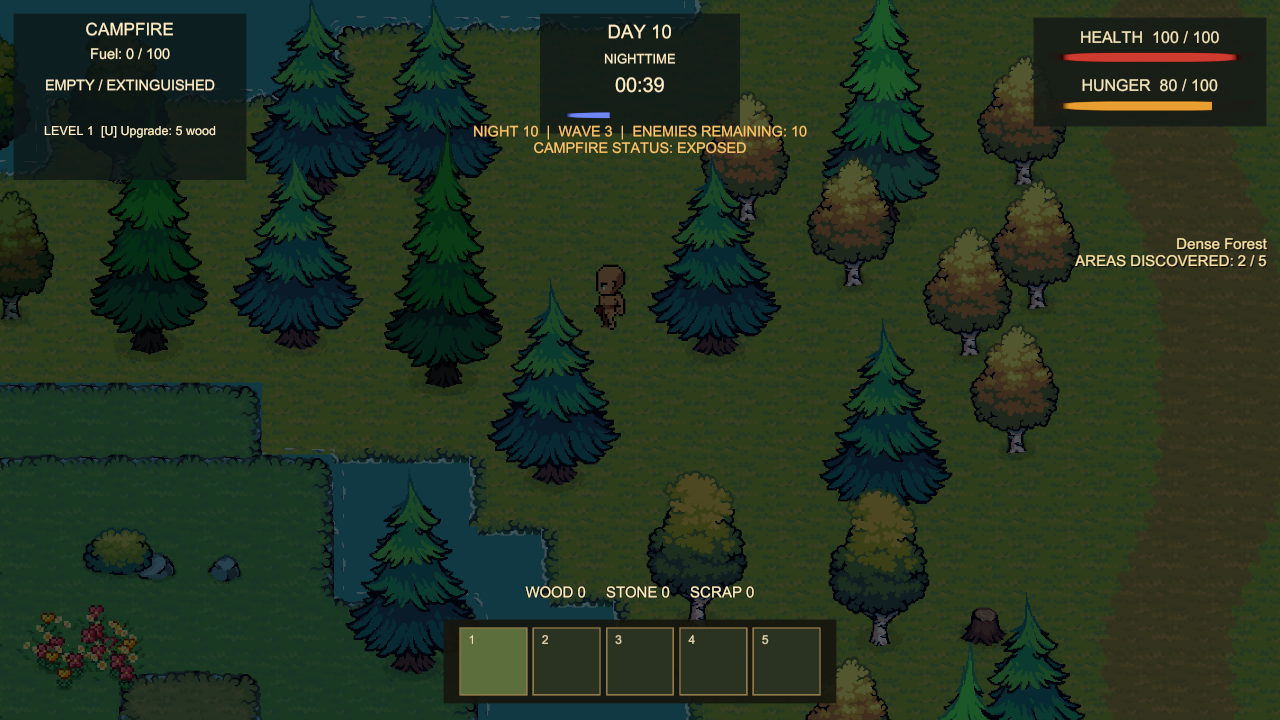 CAMPFIRE
Fuel: 0 / 100
EMPTY / EXTINGUISHED
LEVEL 1 [U] Upgrade: 5 wood
DAY 10
NIGHTTIME
00:39
NIGHT 10 | WAVE 3 | ENEMIES REMAINING: 10
CAMPFIRE STATUS: EXPOSED
HEALTH 100 / 100
HUNGER 80 / 100
Dense Forest
AREAS DISCOVERED: 2 / 5
WOOD 0 STONE 0 SCRAP 0
1 2 3 4 5